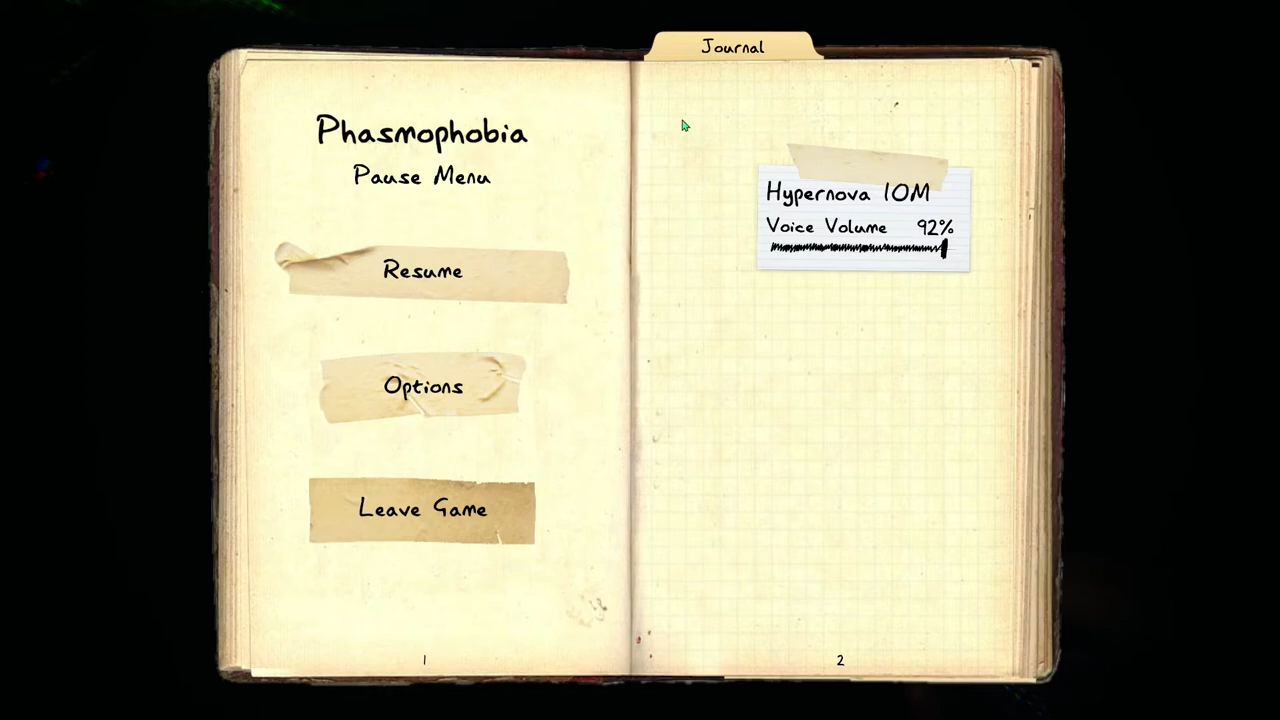 Journal
Phasmophobia
Pause Menu
Resume
Options
Leave Game
1
Hypernova 10M
Voice Volume 92%
2